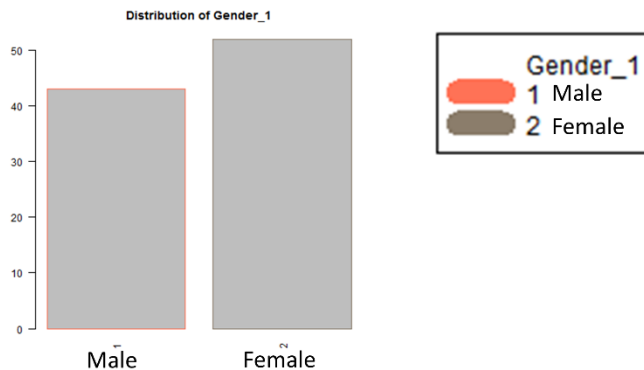 Distribution of Gender_1
50
40
30
20
10
0
1
2
Male
Female
Gender_1
1 Male
2 Female